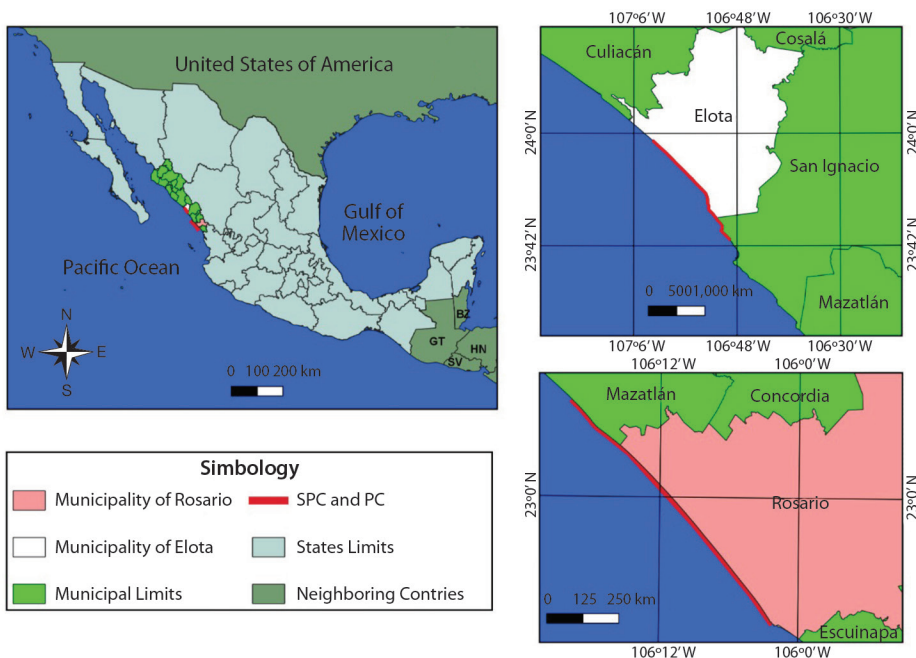 United States of America
Gulf of
Mexico
Pacific Ocean
BZ
GT
HN
SV
N
W E
S
0 100 200 km
107º6´W 106º48´W 106º30´W
Cosalá
Culiacán
Elota
24º0´N 24º0´N
San Ignacio
23º42´N 23º42´N
0 5001,000 km
Mazatlán
107º6´W 106º48´W 106º30´W
106º12´W 106º0´W
Mazatlán
Concordia
23º0´N 23º0´N
Rosario
0 125 250 km
Escuinapa
106º12´W 106º0´W
Simbology
Municipality of Rosario SPC and PC
Municipality of Elota States Limits
Municipal Limits Neighboring Contries